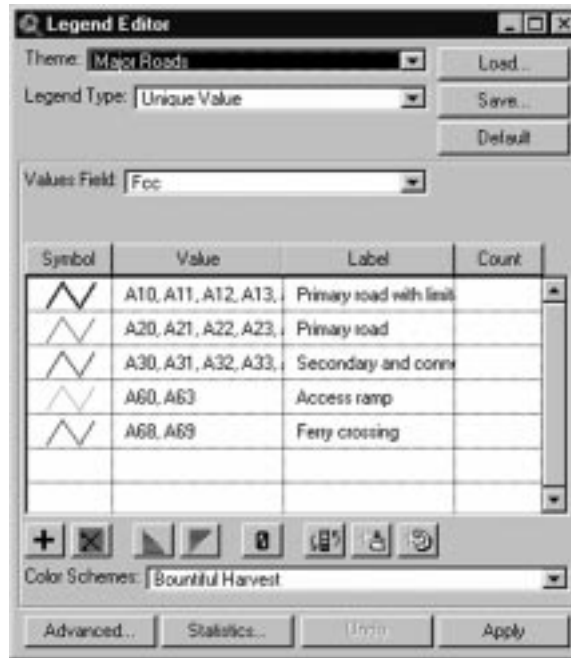 Legend Editor
Theme: Major Roads
Load...
Legend Type: Unique Value
Save...
Default
Values Field: Fcc
Symbol Value Label Count
A10, A11, A12, A13, Primary road with limit
A20, A21, A22, A23, Primary road
A30, A31, A32, A33, Secondary and conne
A60, A63 Access ramp
A68, A69 Ferry crossing
Color Schemes: Bountiful Harvest
Advanced... Statistics... Undo Apply